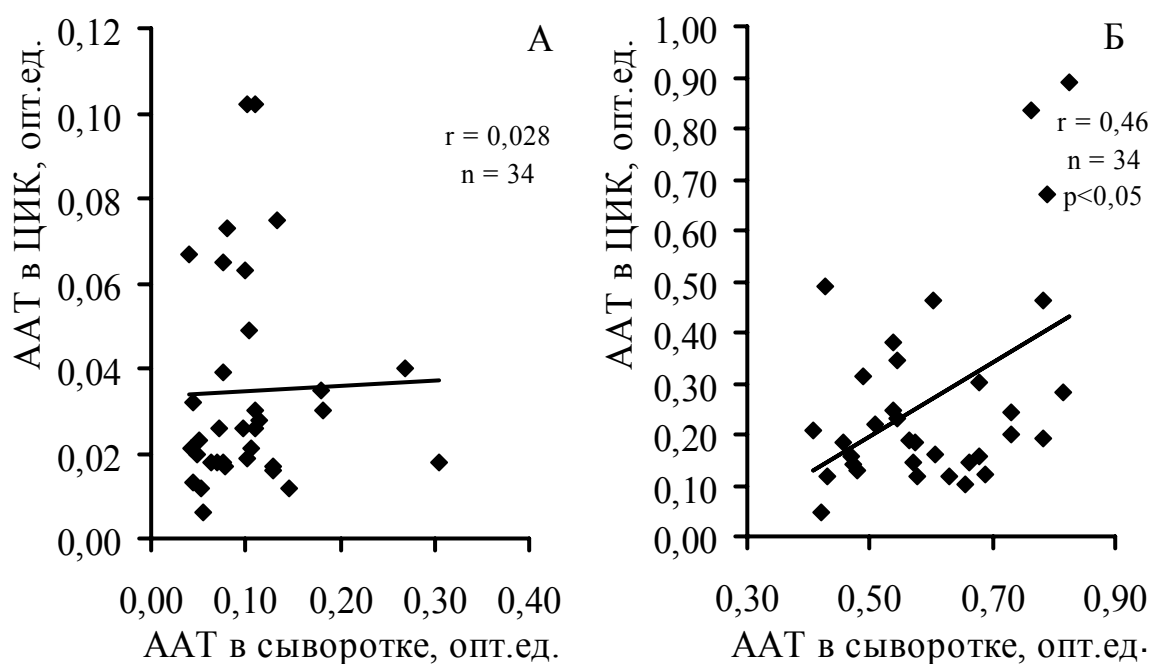 А
ААТ в ЦИК, опт.ед.
0,12
0,10
0,08
0,06
0,04
0,02
0,00
r = 0,028
n = 34
0,00 0,10 0,20 0,30 0,40
ААТ в сыворотке, опт.ед.
Б
ААТ в ЦИК, опт.ед.
1,00
0,90
0,80
0,70
0,60
0,50
0,40
0,30
0,20
0,10
0,00
r = 0,46
n = 34
p<0,05
0,30 0,50 0,70 0,90
ААТ в сыворотке, опт.ед.